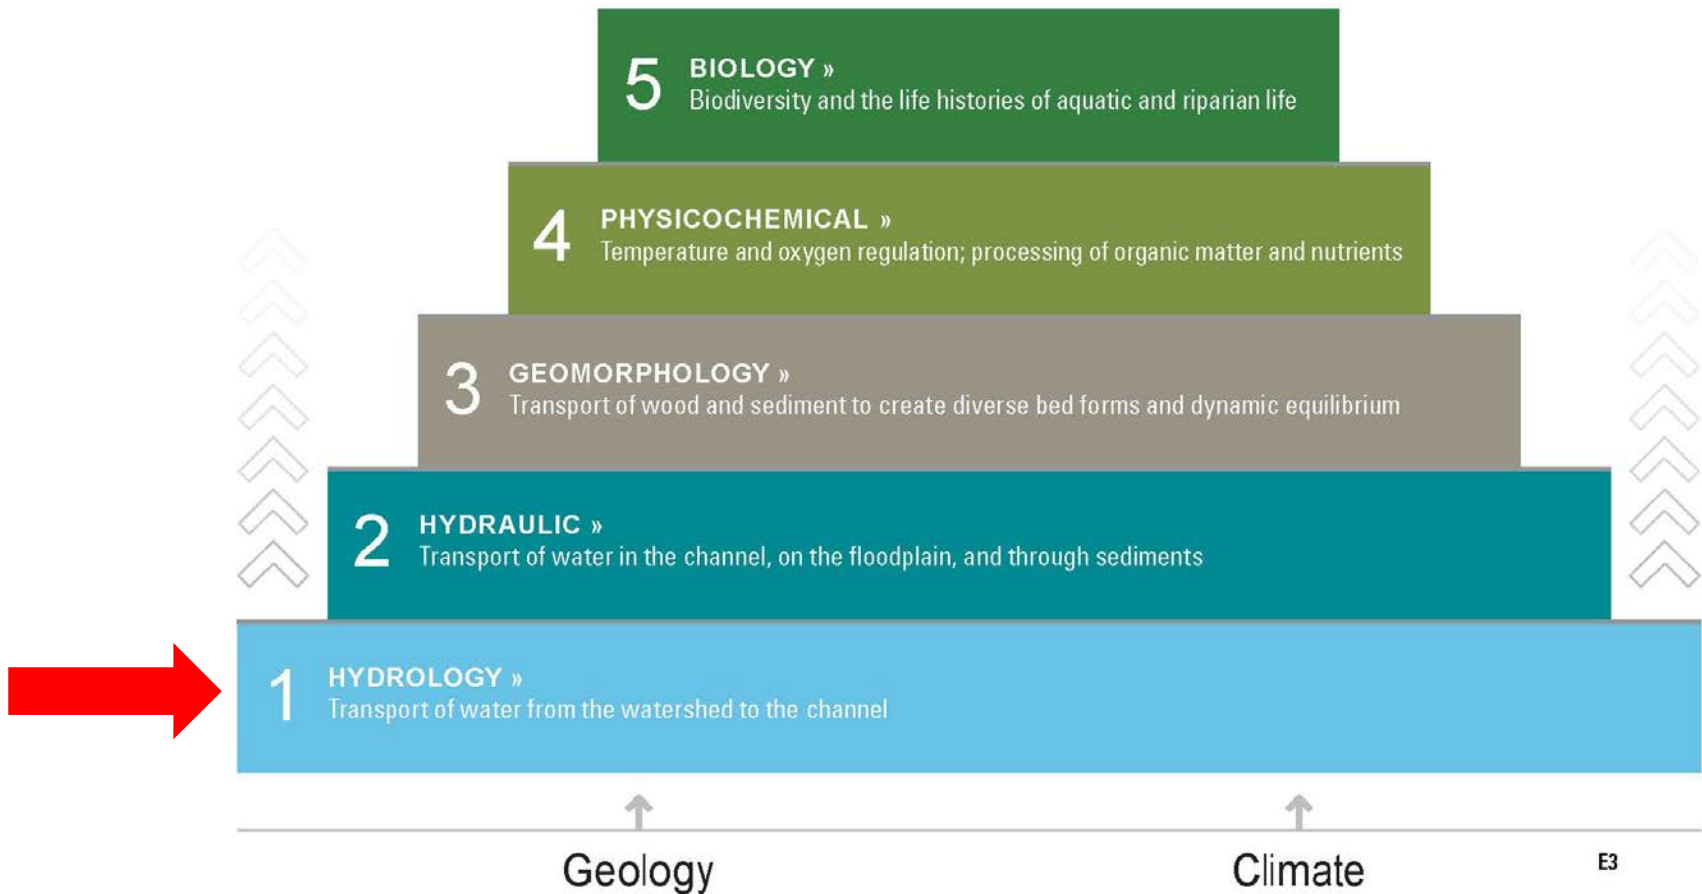 5 BIOLOGY »
Biodiversity and the life histories of aquatic and riparian life
4 PHYSICOCHEMICAL »
Temperature and oxygen regulation; processing of organic matter and nutrients
3 GEOMORPHOLOGY »
Transport of wood and sediment to create diverse bed forms and dynamic equilibrium
2 HYDRAULIC »
Transport of water in the channel, on the floodplain, and through sediments
1 HYDROLOGY »
Transport of water from the watershed to the channel
Geology Climate E3